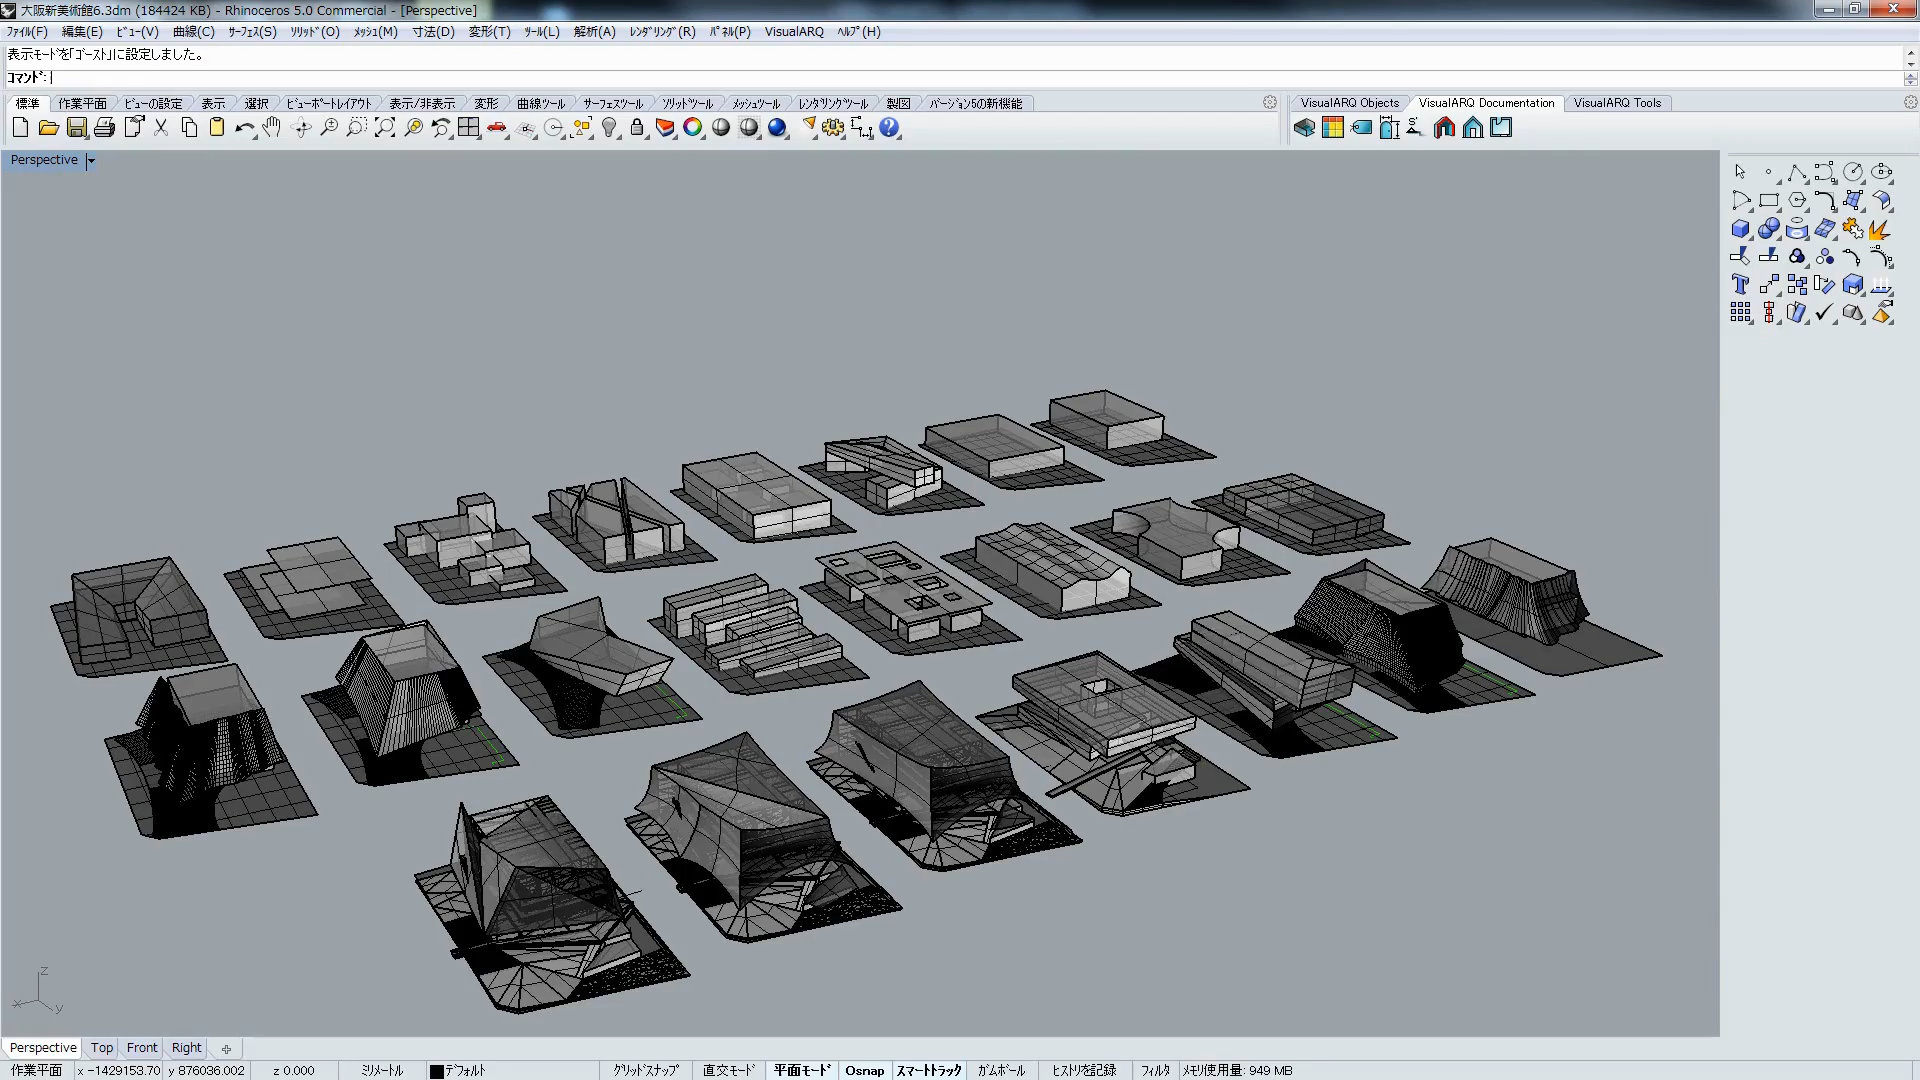 大阪新美術館6.3dm (184424 KB) - Rhinoceros 5.0 Commercial - [Perspective]
ﾌｧｲﾙ(F) 編集(E) ﾋﾞｭｰ(V) 曲線(C) ｻｰﾌｪｽ(S) ｿﾘｯﾄﾞ(O) ﾒｯｼｭ(M) 寸法(D) 変形(T) ﾂｰﾙ(L) 解析(A) ﾚﾝﾀﾞﾘﾝｸﾞ(R) ﾊﾟﾈﾙ(P) VisualARQ ﾍﾙﾌﾟ(H)
表示ﾓｰﾄﾞを｢ｺﾞｰｽﾄ｣に設定しました。
ｺﾏﾝﾄﾞ:
標準 作業平面 ﾋﾞｭｰの設定 表示 選択 ﾋﾞｭｰﾎﾟｰﾄﾚｲｱｳﾄ 表示/非表示 変形 曲線ﾂｰﾙ ｻｰﾌｪｽﾂｰﾙ ｿﾘｯﾄﾞﾂｰﾙ ﾒｯｼｭﾂｰﾙ ﾚﾝﾀﾞﾘﾝｸﾞﾂｰﾙ 製図 ﾊﾞｰｼﾞｮﾝ5の新機能
VisualARQ Objects VisualARQ Documentation VisualARQ Tools
Perspective
z
x
y
Perspective Top Front Right
作業平面 x -1429153.70 y 876036.002 z 0.000 ﾐﾘﾒｰﾄﾙ ﾃﾞﾌｫﾙﾄ ｸﾞﾘｯﾄﾞｽﾅｯﾌﾟ 直交ﾓｰﾄﾞ 平面ﾓｰﾄﾞ Osnap ｽﾏｰﾄﾄﾗｯｸ ｶﾞﾑﾎﾞｰﾙ ﾋｽﾄﾘを記録 ﾌｨﾙﾀ ﾒﾓﾘ使用量: 949 MB